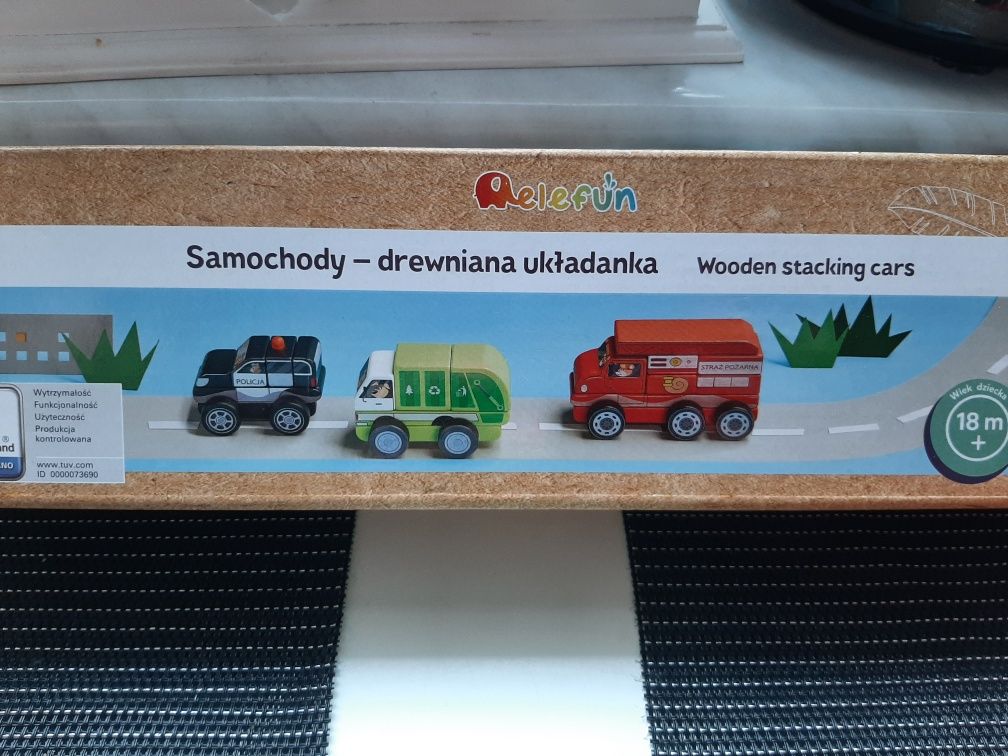 elefun
Samochody – drewniana układanka
Wooden stacking cars
POLICJA
STRAŻ POŻARNA
Wytrzymałość
Funkcjonalność
Użyteczność
Produkcja
kontrolowana
www.tuv.com
ID 0000073690
Wiek dziecka
18 m
+